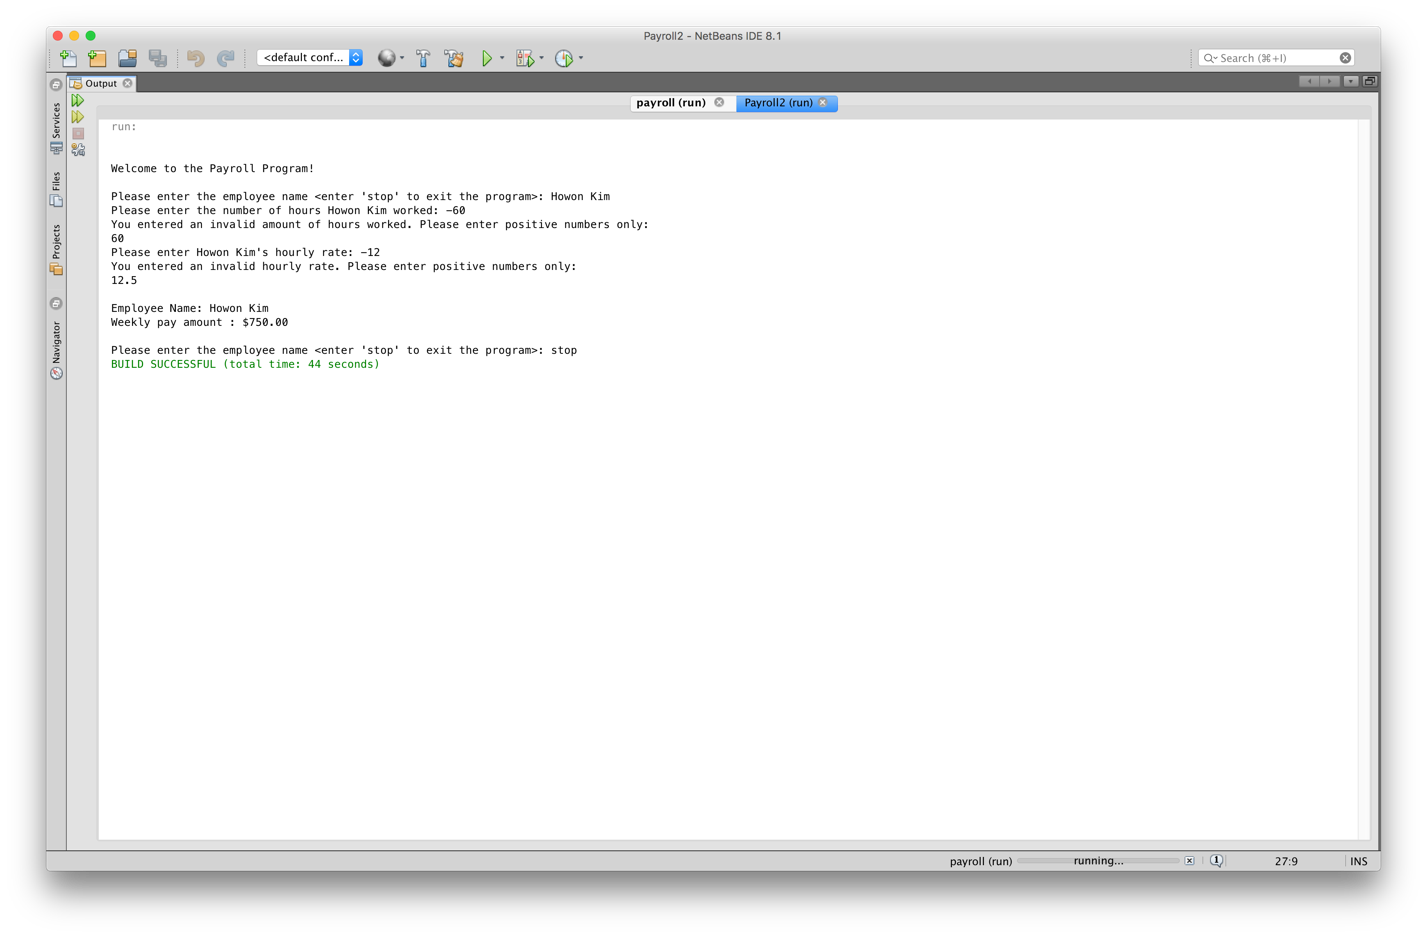 Payroll2 - NetBeans IDE 8.1
<default conf...
Search (⌘+I)
Output
Services
Files
Projects
Navigator
payroll (run)
Payroll2 (run)
run:
Welcome to the Payroll Program!
Please enter the employee name <enter 'stop' to exit the program>: Howon Kim
Please enter the number of hours Howon Kim worked: -60
You entered an invalid amount of hours worked. Please enter positive numbers only:
60
Please enter Howon Kim's hourly rate: -12
You entered an invalid hourly rate. Please enter positive numbers only:
12.5
Employee Name: Howon Kim
Weekly pay amount : $750.00
Please enter the employee name <enter 'stop' to exit the program>: stop
BUILD SUCCESSFUL (total time: 44 seconds)
payroll (run)
running...
1
27:9
INS